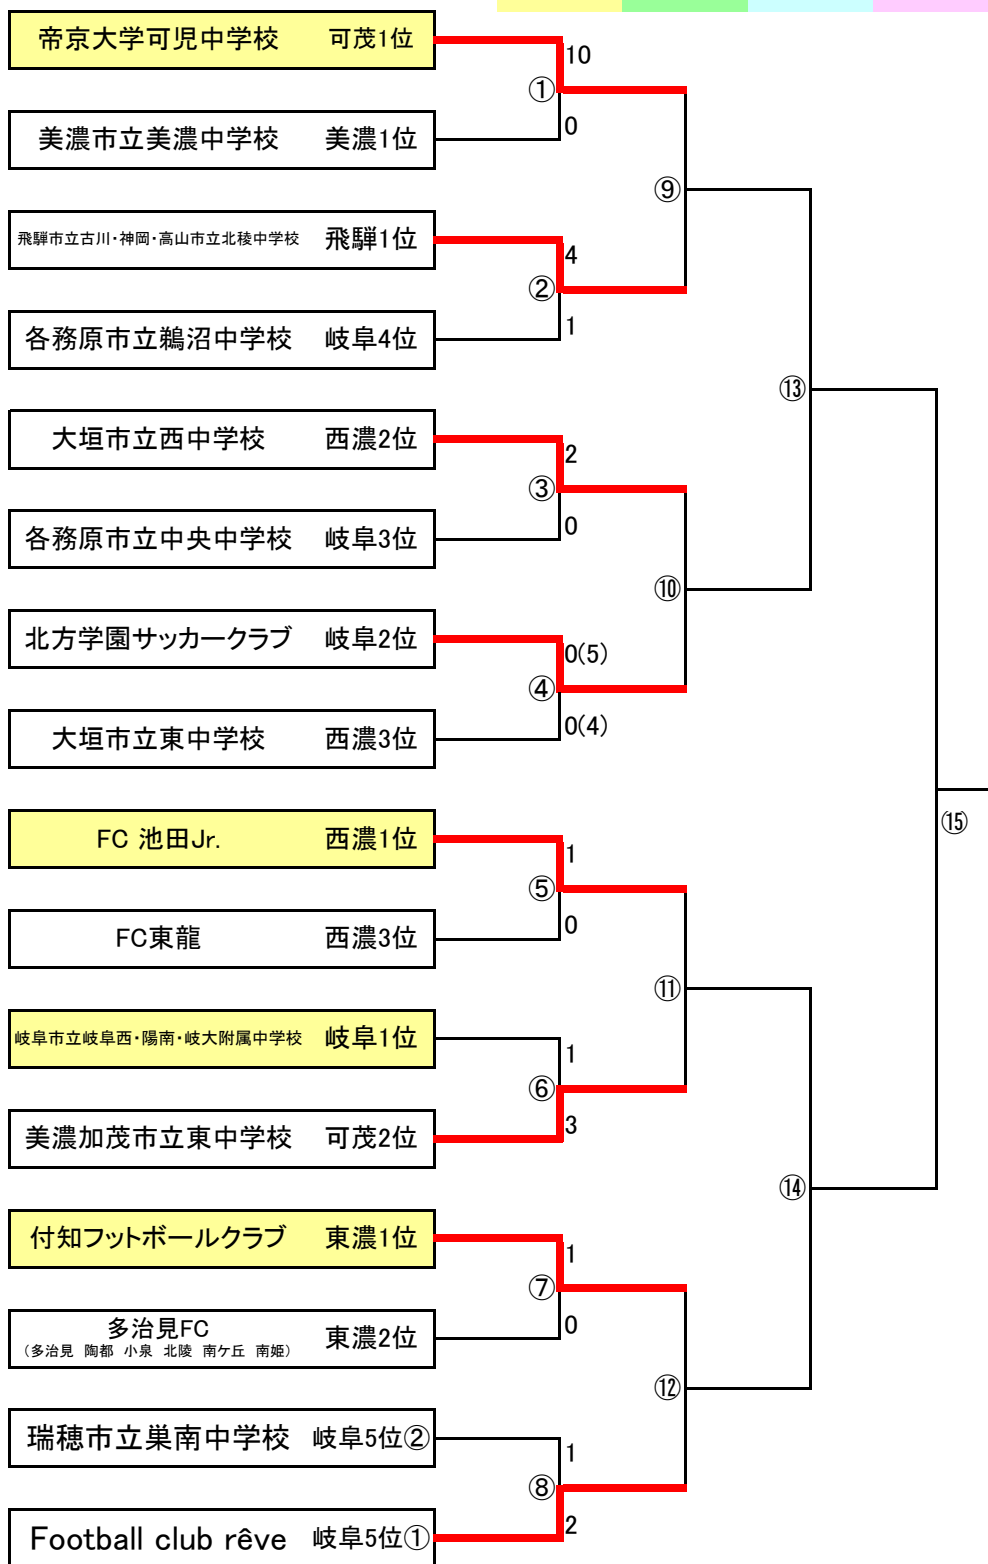 帝京大学可児中学校 可茂1位
10
①
0
美濃市立美濃中学校 美濃1位
⑨
飛騨市立古川・神岡・高山市立北稜中学校 飛騨1位
4
②
1
各務原市立鵜沼中学校 岐阜4位
⑬
大垣市立西中学校 西濃2位
2
③
0
各務原市立中央中学校 岐阜3位
⑩
北方学園サッカークラブ 岐阜2位
0(5)
④
0(4)
大垣市立東中学校 西濃3位
⑮
FC 池田Jr. 西濃1位
1
⑤
0
FC東龍 西濃3位
⑪
岐阜市立岐阜西・陽南・岐大附属中学校 岐阜1位
1
⑥
3
美濃加茂市立東中学校 可茂2位
⑭
付知フットボールクラブ 東濃1位
1
⑦
0
多治見FC 東濃2位
(多治見 陶都 小泉 北陵 南ケ丘 南姫)
⑫
瑞穂市立巣南中学校 岐阜5位②
1
⑧
2
Football club rêve 岐阜5位①